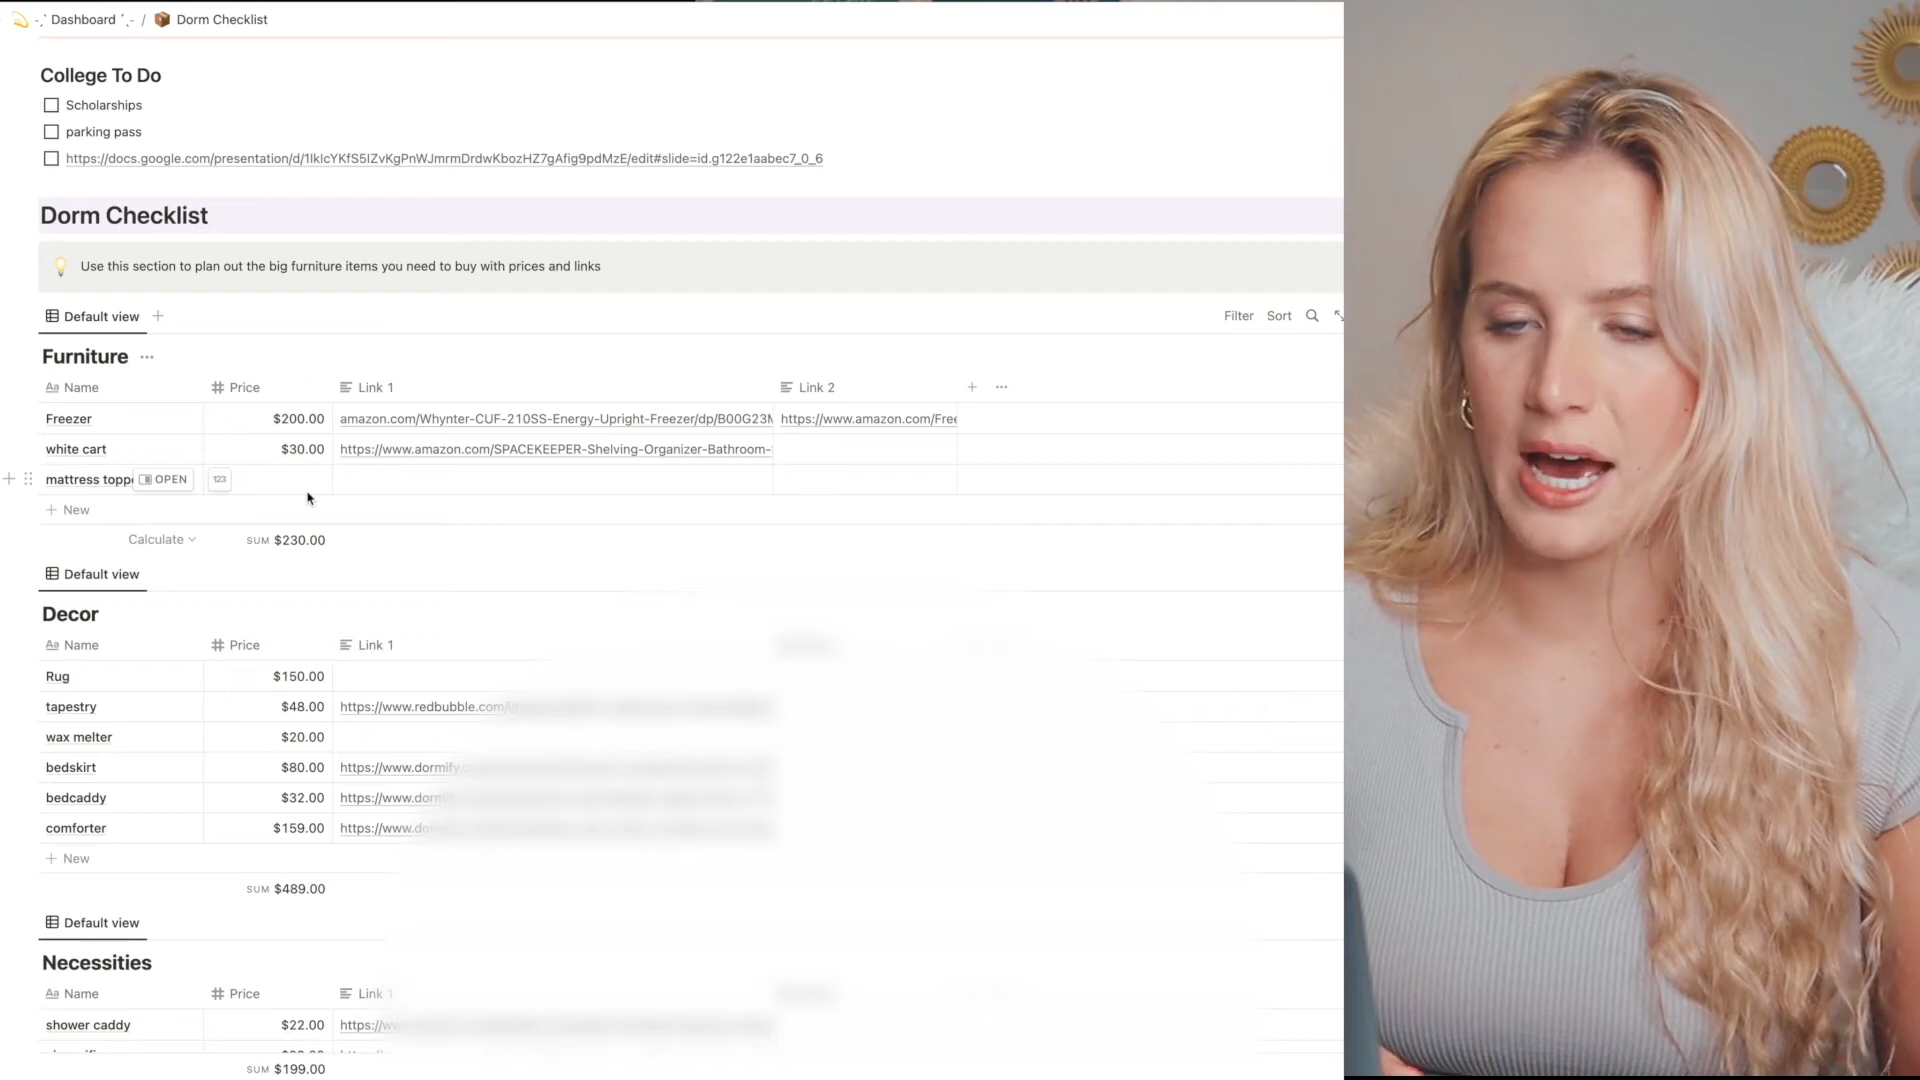 Dashboard / Dorm Checklist
College To Do
Scholarships
parking pass
https://docs.google.com/presentation/d/1lklcYKfS5IZvKgPnWJmrmDrdwKbozHZ7gAfig9pdMzE/edit#slide=id.g122e1aabec7_0_6
Dorm Checklist
Use this section to plan out the big furniture items you need to buy with prices and links
Default view + Filter Sort
Furniture ...
Aa Name # Price Link 1 Link 2 + ...
Freezer $200.00 amazon.com/Whynter-CUF-210SS-Energy-Upright-Freezer/dp/B00G23 https://www.amazon.com/Free
white cart $30.00 https://www.amazon.com/SPACEKEEPER-Shelving-Organizer-Bathroom-
mattress topp OPEN 123
+ New
Calculate SUM $230.00
Default view
Decor
Aa Name # Price Link 1
Rug $150.00
tapestry $48.00 https://www.redbubble.com/
wax melter $20.00
bedskirt $80.00 https://www.dormify.
bedcaddy $32.00 https://www.dorm
comforter $159.00 https://www.do
+ New
SUM $489.00
Default view
Necessities
Aa Name # Price Link 1
shower caddy $22.00 https://w
SUM $199.00